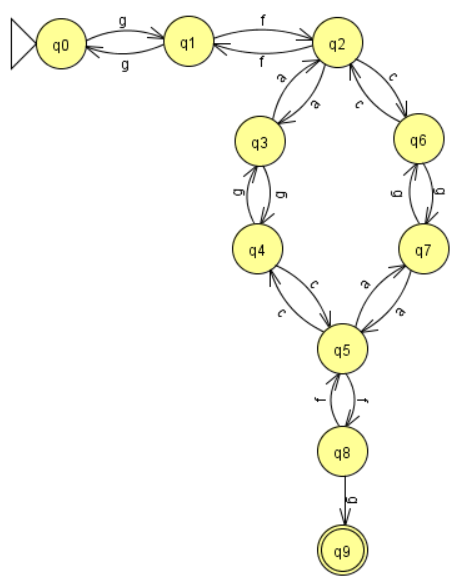 g f
q0 q1 q2
g f
a a c c
q3 q6
g g g g
q4 q7
c c a a
q5
f f
q8
g
q9